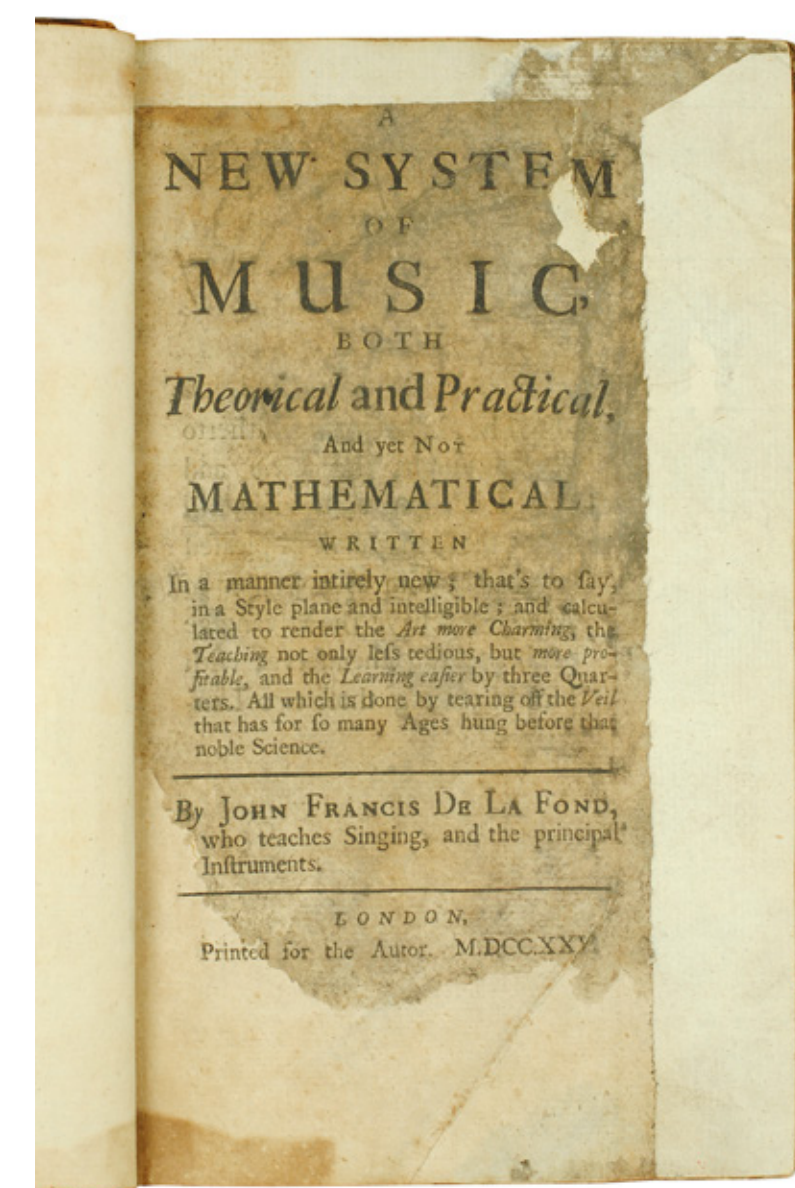 A
NEW SYSTEM
OF
MUSIC,
BOTH
Theorical and Practical,
And yet NOT
MATHEMATICAL:
WRITTEN
In a manner intirely new; that's to ſay,
in a Style plane and intelligible; and calcu-
lated to render the Art more Charming, the
Teaching not only leſs tedious, but more pro-
fitable, and the Learning eaſier by three Quar-
ters. All which is done by tearing off the Veil
that has for ſo many Ages hung before that
noble Science.
By JOHN FRANCIS DE LA FOND,
who teaches Singing, and the principal
Inſtruments.
LONDON,
Printed for the Autor. M.DCC.XXV.